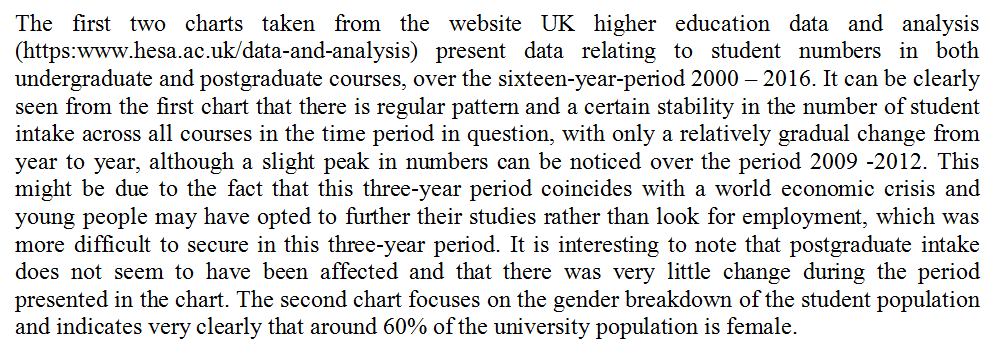 The first two charts taken from the website UK higher education data and analysis
(https:www.hesa.ac.uk/data-and-analysis) present data relating to student numbers in both
undergraduate and postgraduate courses, over the sixteen-year-period 2000 – 2016. It can be clearly
seen from the first chart that there is regular pattern and a certain stability in the number of student
intake across all courses in the time period in question, with only a relatively gradual change from
year to year, although a slight peak in numbers can be noticed over the period 2009 -2012. This
might be due to the fact that this three-year period coincides with a world economic crisis and
young people may have opted to further their studies rather than look for employment, which was
more difficult to secure in this three-year period. It is interesting to note that postgraduate intake
does not seem to have been affected and that there was very little change during the period
presented in the chart. The second chart focuses on the gender breakdown of the student population
and indicates very clearly that around 60% of the university population is female.